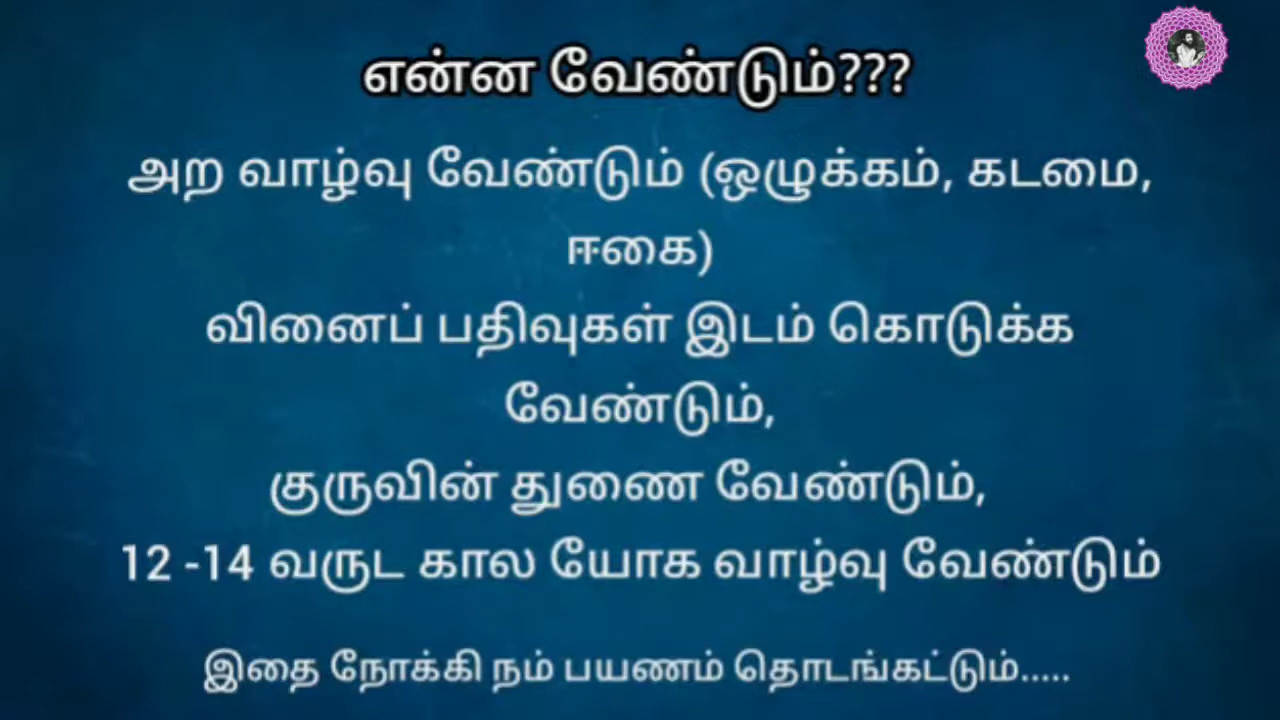 என்ன வேண்டும்???
அற வாழ்வு வேண்டும் (ஒழுக்கம், கடமை,
ஈகை)
வினைப் பதிவுகள் இடம் கொடுக்க
வேண்டும்,
குருவின் துணை வேண்டும்,
12 -14 வருட கால யோக வாழ்வு வேண்டும்
இதை நோக்கி நம் பயணம் தொடங்கட்டும்.....